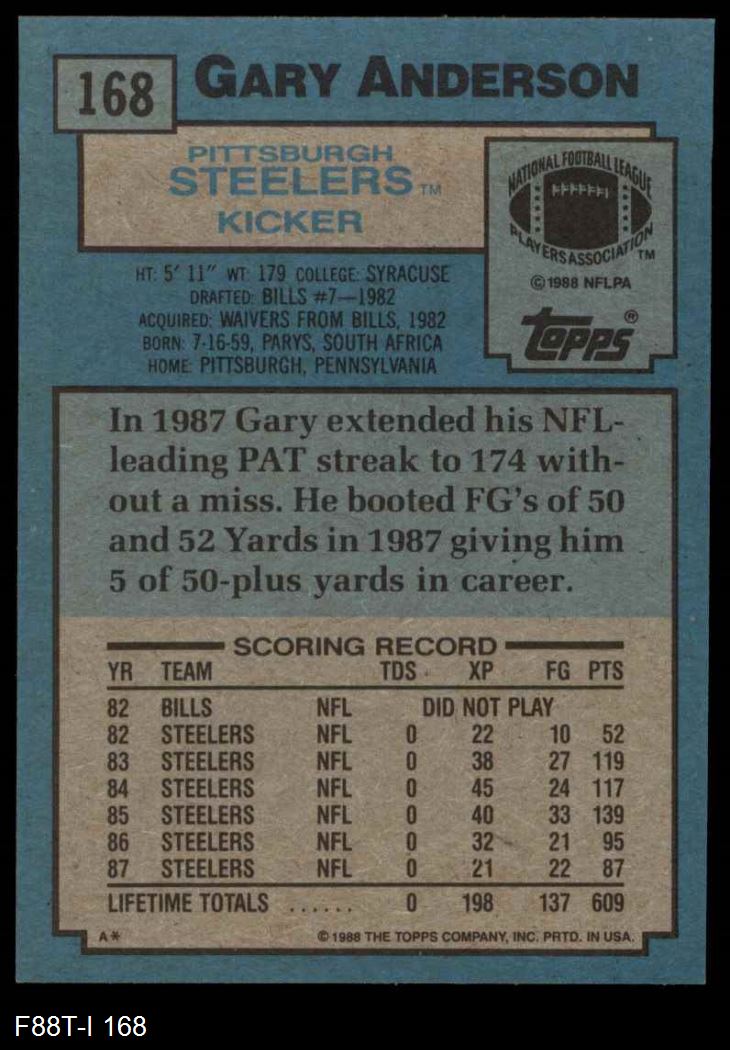 168
GARY ANDERSON
PITTSBURGH
STEELERS™
KICKER
NATIONAL FOOTBALL LEAGUE
PLAYERS ASSOCIATION™
©1988 NFLPA
Topps®
HT: 5' 11" WT: 179 COLLEGE: SYRACUSE
DRAFTED: BILLS #7—1982
ACQUIRED: WAIVERS FROM BILLS, 1982
BORN: 7-16-59, PARYS, SOUTH AFRICA
HOME: PITTSBURGH, PENNSYLVANIA
In 1987 Gary extended his NFL-
leading PAT streak to 174 with-
out a miss. He booted FG's of 50
and 52 Yards in 1987 giving him
5 of 50-plus yards in career.
SCORING RECORD
YR TEAM TDS XP FG PTS
82 BILLS NFL DID NOT PLAY
82 STEELERS NFL 0 22 10 52
83 STEELERS NFL 0 38 27 119
84 STEELERS NFL 0 45 24 117
85 STEELERS NFL 0 40 33 139
86 STEELERS NFL 0 32 21 95
87 STEELERS NFL 0 21 22 87
LIFETIME TOTALS ...... 0 198 137 609
A* ©1988 THE TOPPS COMPANY, INC. PRTD. IN USA.
F88T-I 168